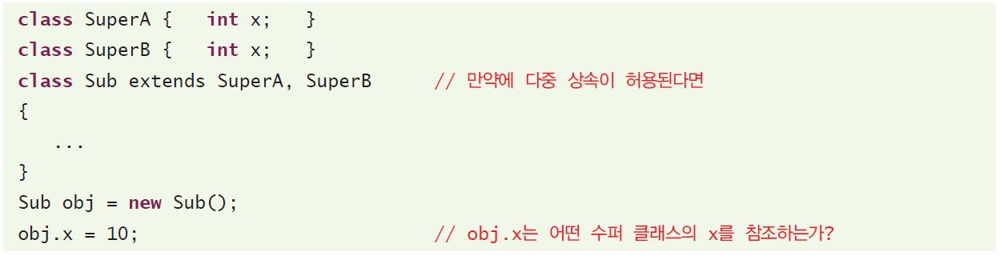 class SuperA {   int x;   }
class SuperB {   int x;   }
class Sub extends SuperA, SuperB     // 만약에 다중 상속이 허용된다면
{
   ...
}
Sub obj = new Sub();
obj.x = 10;     // obj.x는 어떤 수퍼 클래스의 x를 참조하는가?